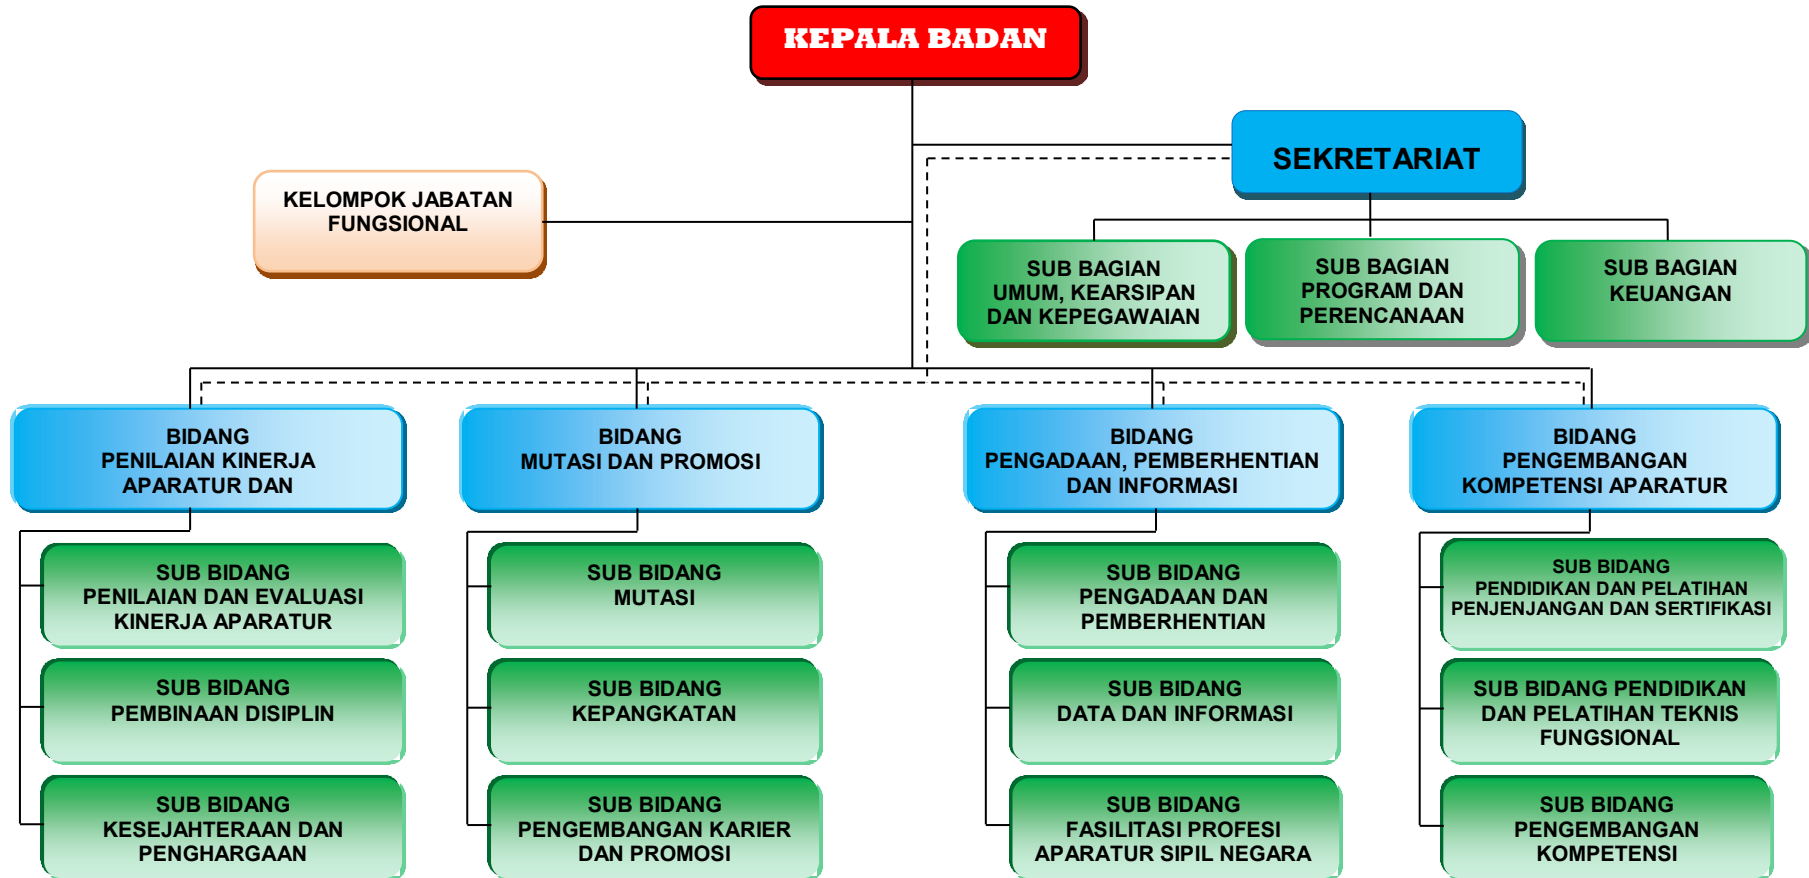 KEPALA BADAN
SEKRETARIAT
KELOMPOK JABATAN
FUNGSIONAL
SUB BAGIAN
UMUM, KEARSIPAN
DAN KEPEGAWAIAN
SUB BAGIAN
PROGRAM DAN
PERENCANAAN
SUB BAGIAN
KEUANGAN
BIDANG
PENILAIAN KINERJA
APARATUR DAN
BIDANG
MUTASI DAN PROMOSI
BIDANG
PENGADAAN, PEMBERHENTIAN
DAN INFORMASI
BIDANG
PENGEMBANGAN
KOMPETENSI APARATUR
SUB BIDANG
PENILAIAN DAN EVALUASI
KINERJA APARATUR
SUB BIDANG
MUTASI
SUB BIDANG
PENGADAAN DAN
PEMBERHENTIAN
SUB BIDANG
PENDIDIKAN DAN PELATIHAN
PENJENJANGAN DAN SERTIFIKASI
SUB BIDANG
PEMBINAAN DISIPLIN
SUB BIDANG
KEPANGKATAN
SUB BIDANG
DATA DAN INFORMASI
SUB BIDANG PENDIDIKAN
DAN PELATIHAN TEKNIS
FUNGSIONAL
SUB BIDANG
KESEJAHTERAAN DAN
PENGHARGAAN
SUB BIDANG
PENGEMBANGAN KARIER
DAN PROMOSI
SUB BIDANG
FASILITASI PROFESI
APARATUR SIPIL NEGARA
SUB BIDANG
PENGEMBANGAN
KOMPETENSI